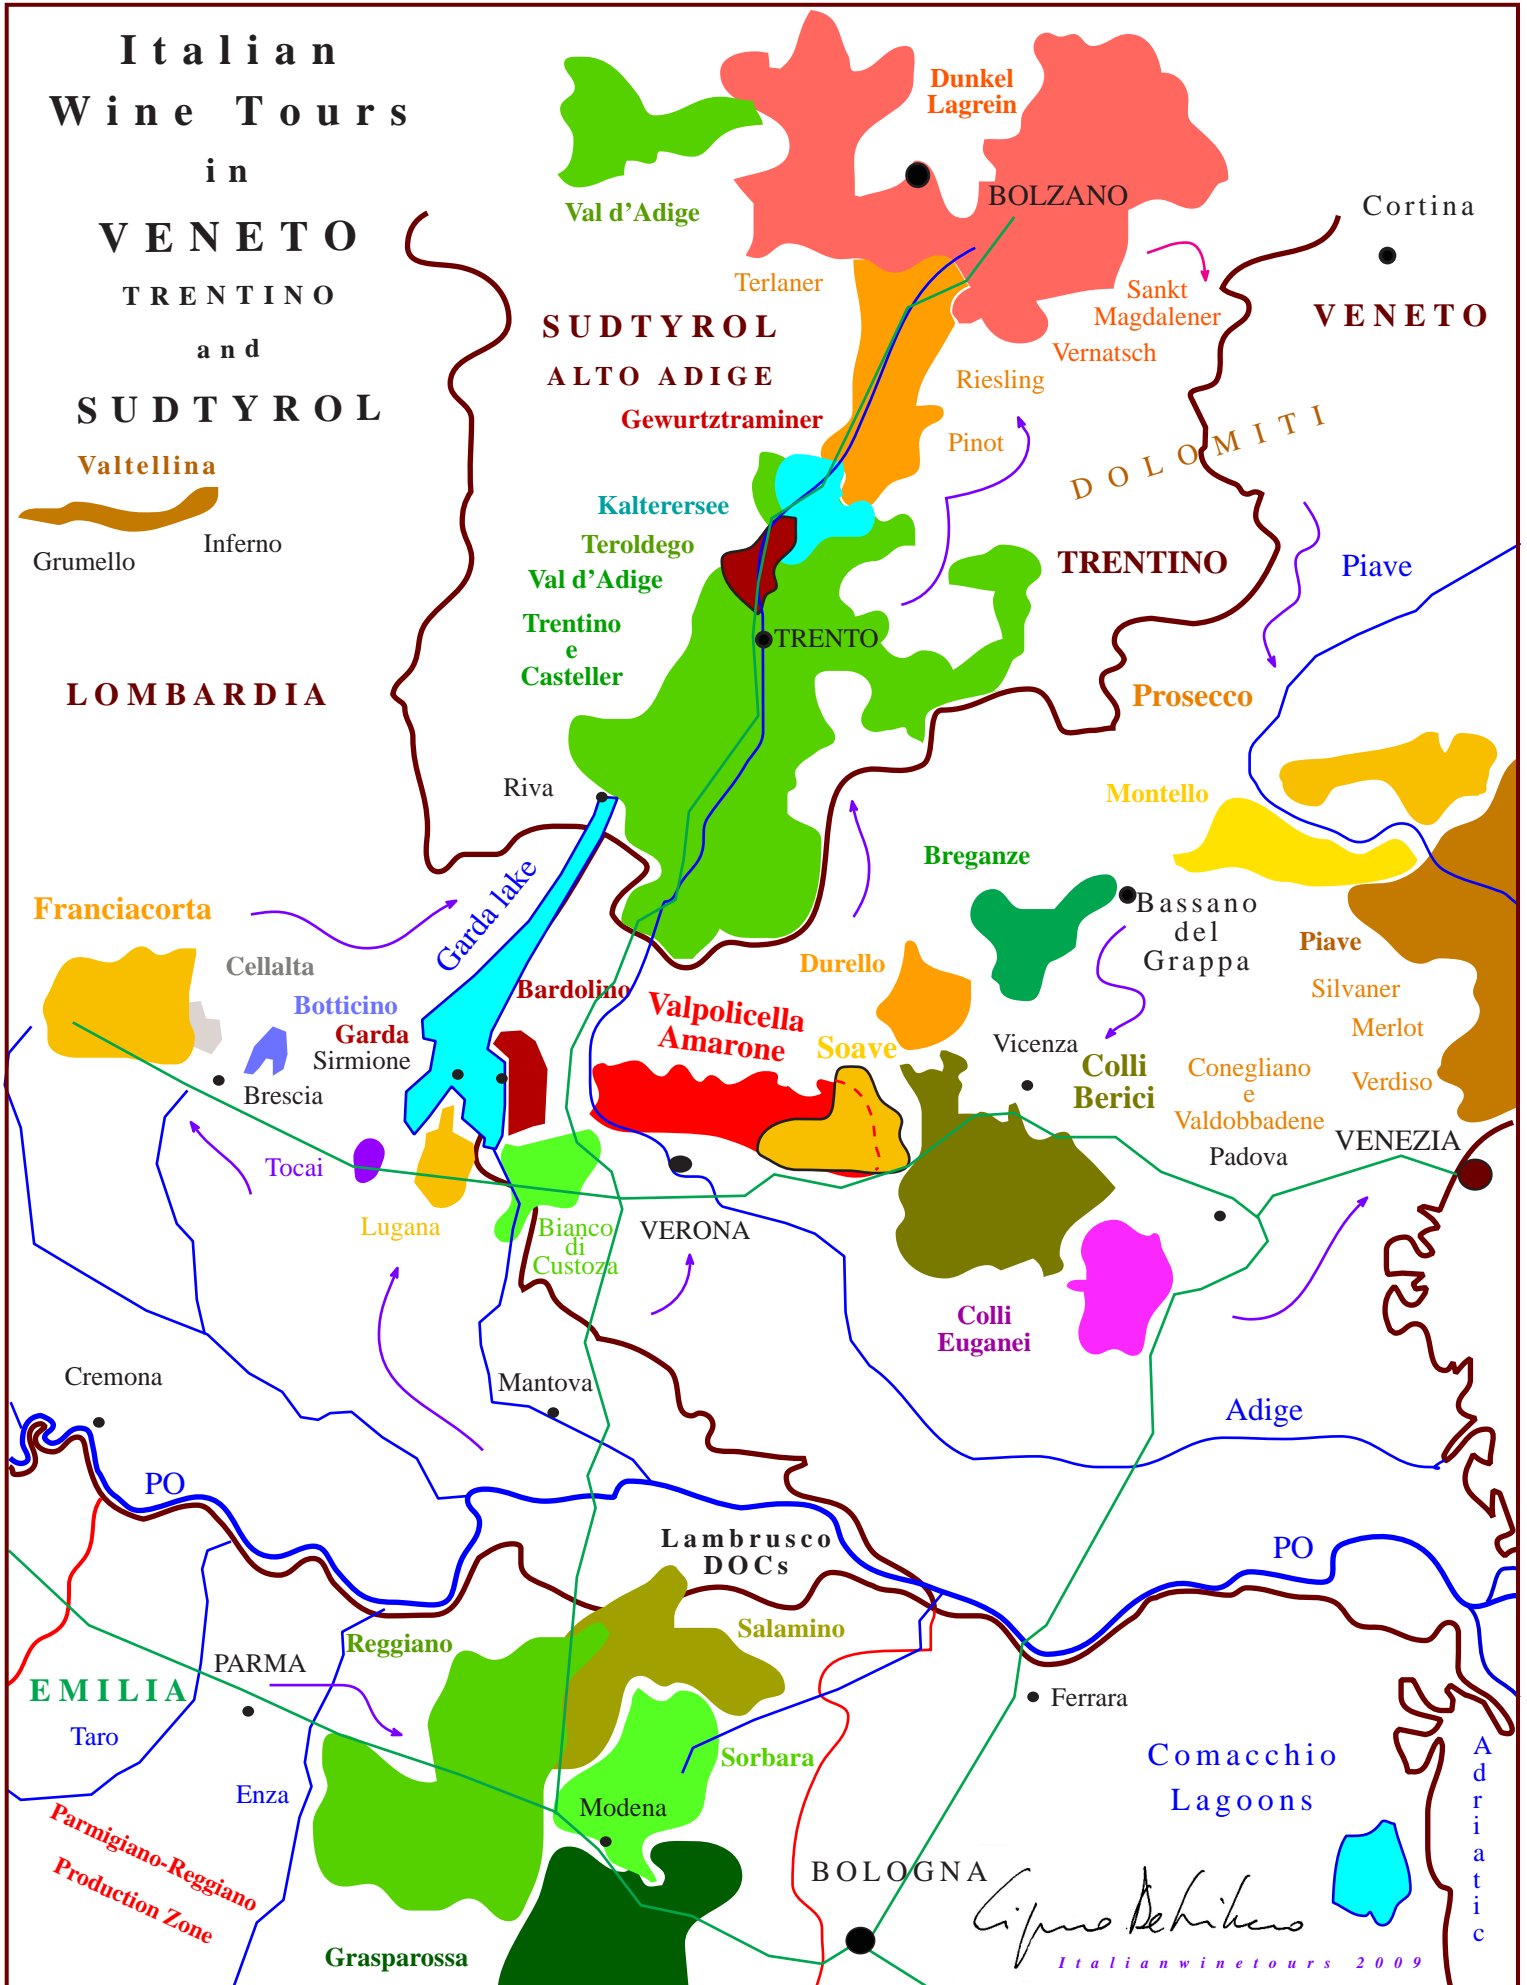 Italian
Wine Tours
in
VENETO
TRENTINO
and
SUDTYROL
Valtellina
Grumello
Inferno
LOMBARDIA
Val d'Adige
Dunkel
Lagrein
BOLZANO
Cortina
VENETO
Terlaner
SUDTYROL
ALTO ADIGE
Gewurtztraminer
Sankt
Magdalener
Vernatsch
Riesling
Pinot
DOLOMITI
Kalterersee
Teroldego
Val d'Adige
Trentino
e
Casteller
TRENTO
TRENTINO
Piave
Prosecco
Riva
Montello
Breganze
Bassano
del
Grappa
Franciacorta
Garda lake
Cellalta
Botticino
Garda
Sirmione
Brescia
Bardolino
Valpolicella
Amarone
Durello
Soave
Vicenza
Colli
Berici
Piave
Silvaner
Merlot
Verdiso
Conegliano
e
Valdobbadene
Padova
VENEZIA
Tocai
Lugana
Bianco
di
Custoza
VERONA
Colli
Euganei
Cremona
Mantova
Adige
PO
Lambrusco
DOCs
PO
Reggiano
Salamino
PARMA
EMILIA
Taro
Enza
Ferrara
Sorbara
Modena
Comacchio
Lagoons
Adriatic
Parmigiano-Reggiano
Production Zone
BOLOGNA
Grasparossa
Italianwinetours 2009